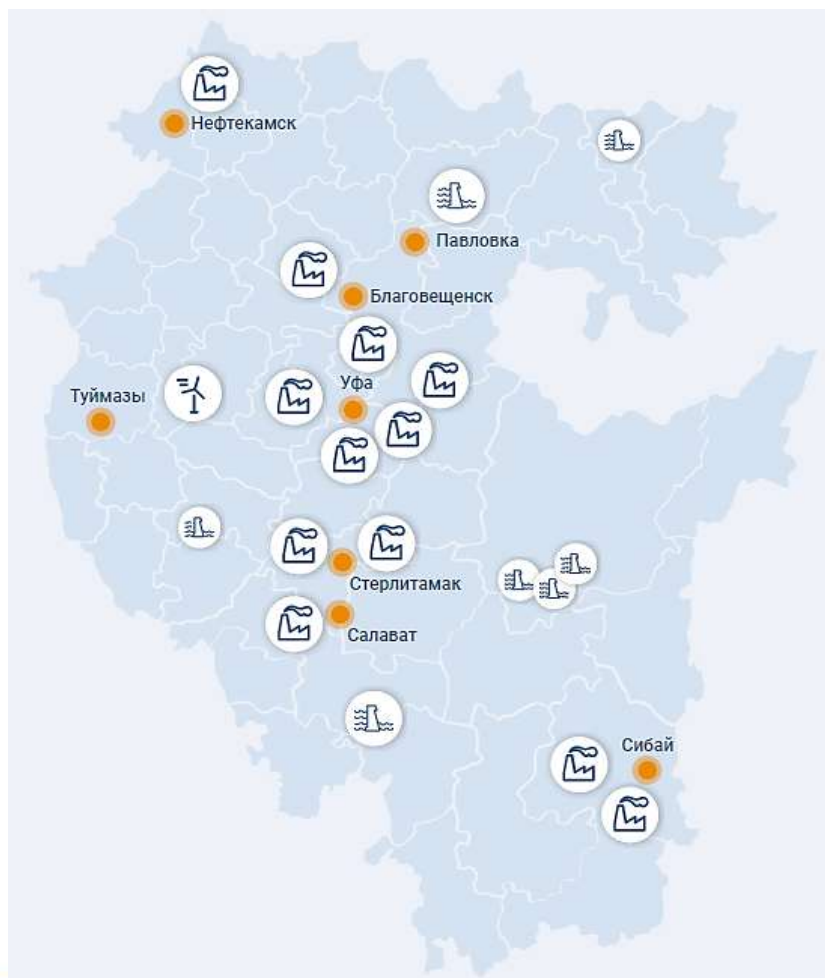 Нефтекамск
Павловка
Благовещенск
Уфа
Туймазы
Стерлитамак
Салават
Сибай